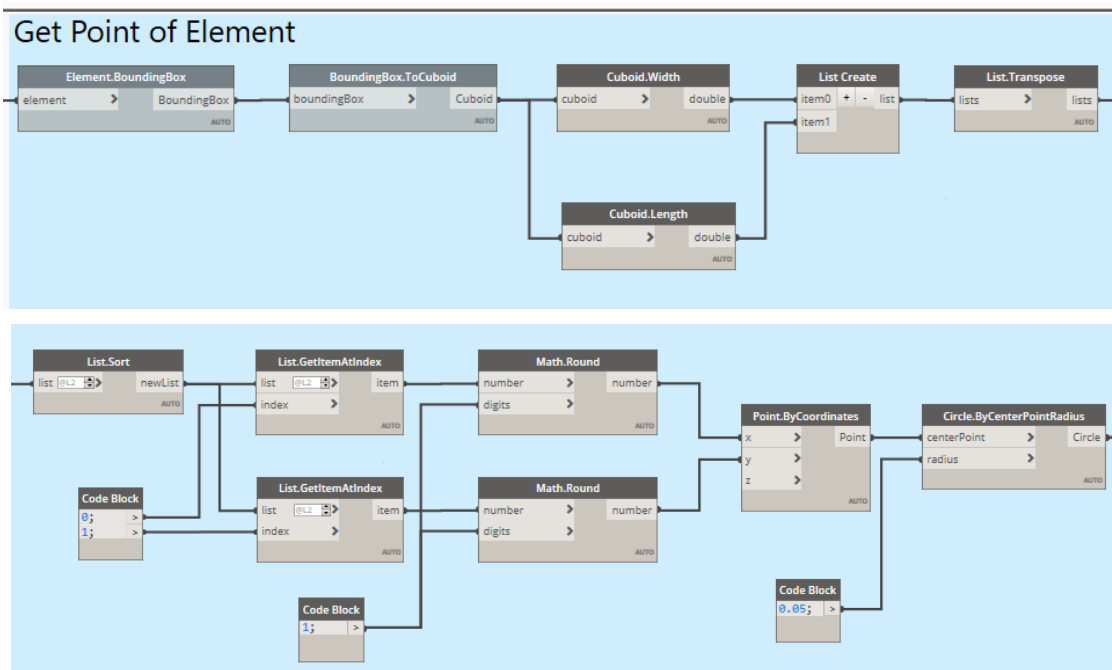 Get Point of Element
Element.BoundingBox
element > BoundingBox
AUTO
BoundingBox.ToCuboid
boundingBox > Cuboid
AUTO
Cuboid.Width
cuboid > double
AUTO
List Create
item0 + - list
item1
List.Transpose
lists > lists
AUTO
Cuboid.Length
cuboid > double
AUTO
List.Sort
list @L2 > newList
AUTO
List.GetItemAtIndex
list @L2 > item
index >
AUTO
Math.Round
number > number
digits >
AUTO
Point.ByCoordinates
x > Point
y >
z >
AUTO
Circle.ByCenterPointRadius
centerPoint > Circle
radius >
AUTO
Code Block
0; >
1; >
List.GetItemAtIndex
list @L2 > item
index >
AUTO
Math.Round
number > number
digits >
AUTO
Code Block
1; >
Code Block
0.05; >